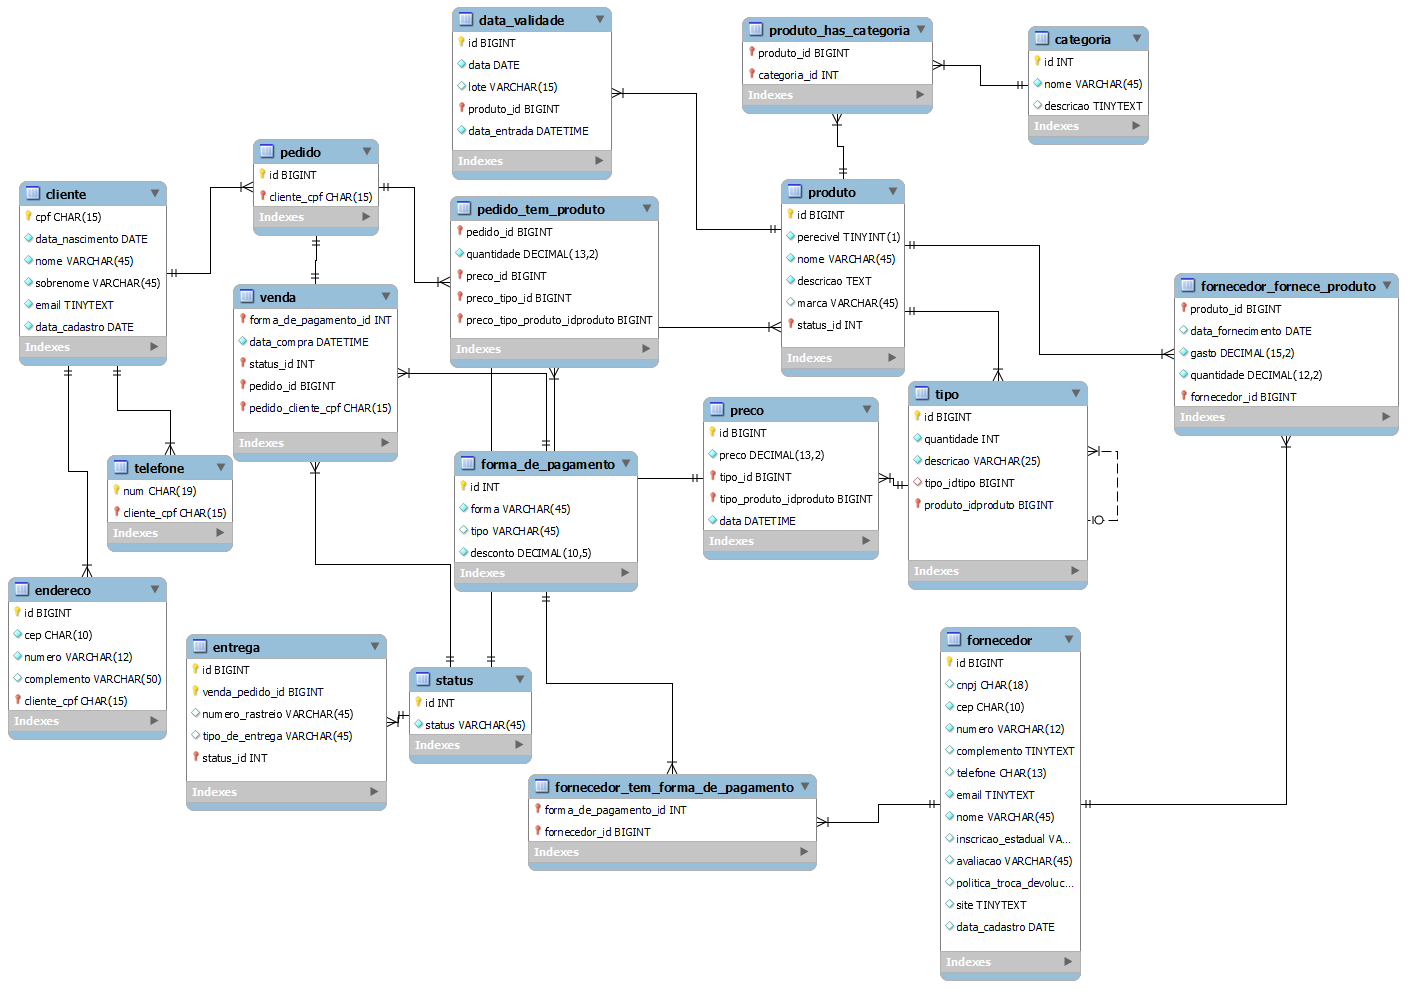 data_validade
id BIGINT
data DATE
lote VARCHAR(15)
produto_id BIGINT
data_entrada DATETIME
Indexes
produto_has_categoria
produto_id BIGINT
categoria_id INT
Indexes
categoria
id INT
nome VARCHAR(45)
descricao TINYTEXT
Indexes
pedido
id BIGINT
cliente_cpf CHAR(15)
Indexes
cliente
cpf CHAR(15)
data_nascimento DATE
nome VARCHAR(45)
sobrenome VARCHAR(45)
email TINYTEXT
data_cadastro DATE
Indexes
pedido_tem_produto
pedido_id BIGINT
quantidade DECIMAL(13,2)
preco_id BIGINT
preco_tipo_id BIGINT
preco_tipo_produto_idproduto BIGINT
Indexes
produto
id BIGINT
perecivel TINYINT(1)
nome VARCHAR(45)
descricao TEXT
marca VARCHAR(45)
status_id INT
Indexes
fornecedor_fornece_produto
produto_id BIGINT
data_fornecimento DATE
gasto DECIMAL(15,2)
quantidade DECIMAL(12,2)
fornecedor_id BIGINT
Indexes
venda
forma_de_pagamento_id INT
data_compra DATETIME
status_id INT
pedido_id BIGINT
pedido_cliente_cpf CHAR(15)
Indexes
preco
id BIGINT
preco DECIMAL(13,2)
tipo_id BIGINT
tipo_produto_idproduto BIGINT
data DATETIME
Indexes
tipo
id BIGINT
quantidade INT
descricao VARCHAR(25)
tipo_idtipo BIGINT
produto_idproduto BIGINT
Indexes
telefone
num CHAR(19)
cliente_cpf CHAR(15)
Indexes
forma_de_pagamento
id INT
forma VARCHAR(45)
tipo VARCHAR(45)
desconto DECIMAL(10,5)
Indexes
endereco
id BIGINT
cep CHAR(10)
numero VARCHAR(12)
complemento VARCHAR(50)
cliente_cpf CHAR(15)
Indexes
entrega
id BIGINT
venda_pedido_id BIGINT
numero_rastreio VARCHAR(45)
tipo_de_entrega VARCHAR(45)
status_id INT
Indexes
status
id INT
status VARCHAR(45)
Indexes
fornecedor
id BIGINT
cnpj CHAR(18)
cep CHAR(10)
numero VARCHAR(12)
complemento TINYTEXT
telefone CHAR(13)
email TINYTEXT
nome VARCHAR(45)
inscricao_estadual VA...
avaliacao VARCHAR(45)
politica_troca_devoluc...
site TINYTEXT
data_cadastro DATE
Indexes
fornecedor_tem_forma_de_pagamento
forma_de_pagamento_id INT
fornecedor_id BIGINT
Indexes